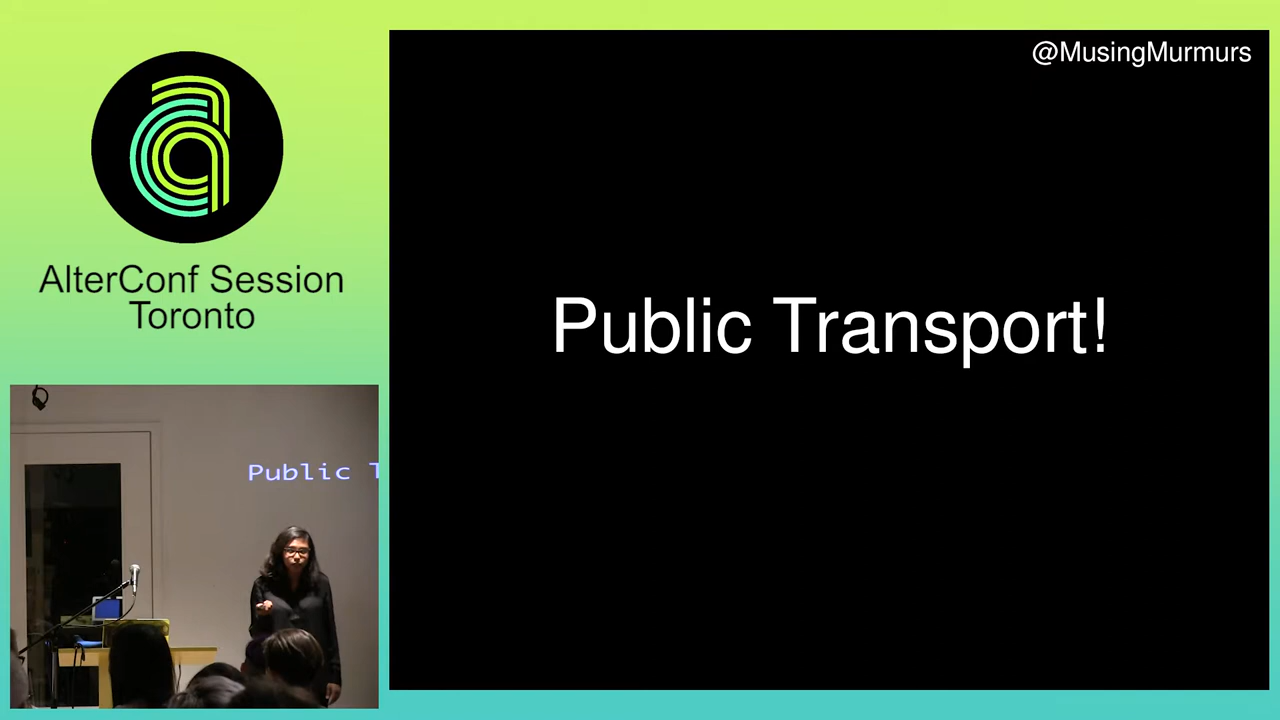 @MusingMurmurs
AlterConf Session
Toronto
Public Transport!
Public T